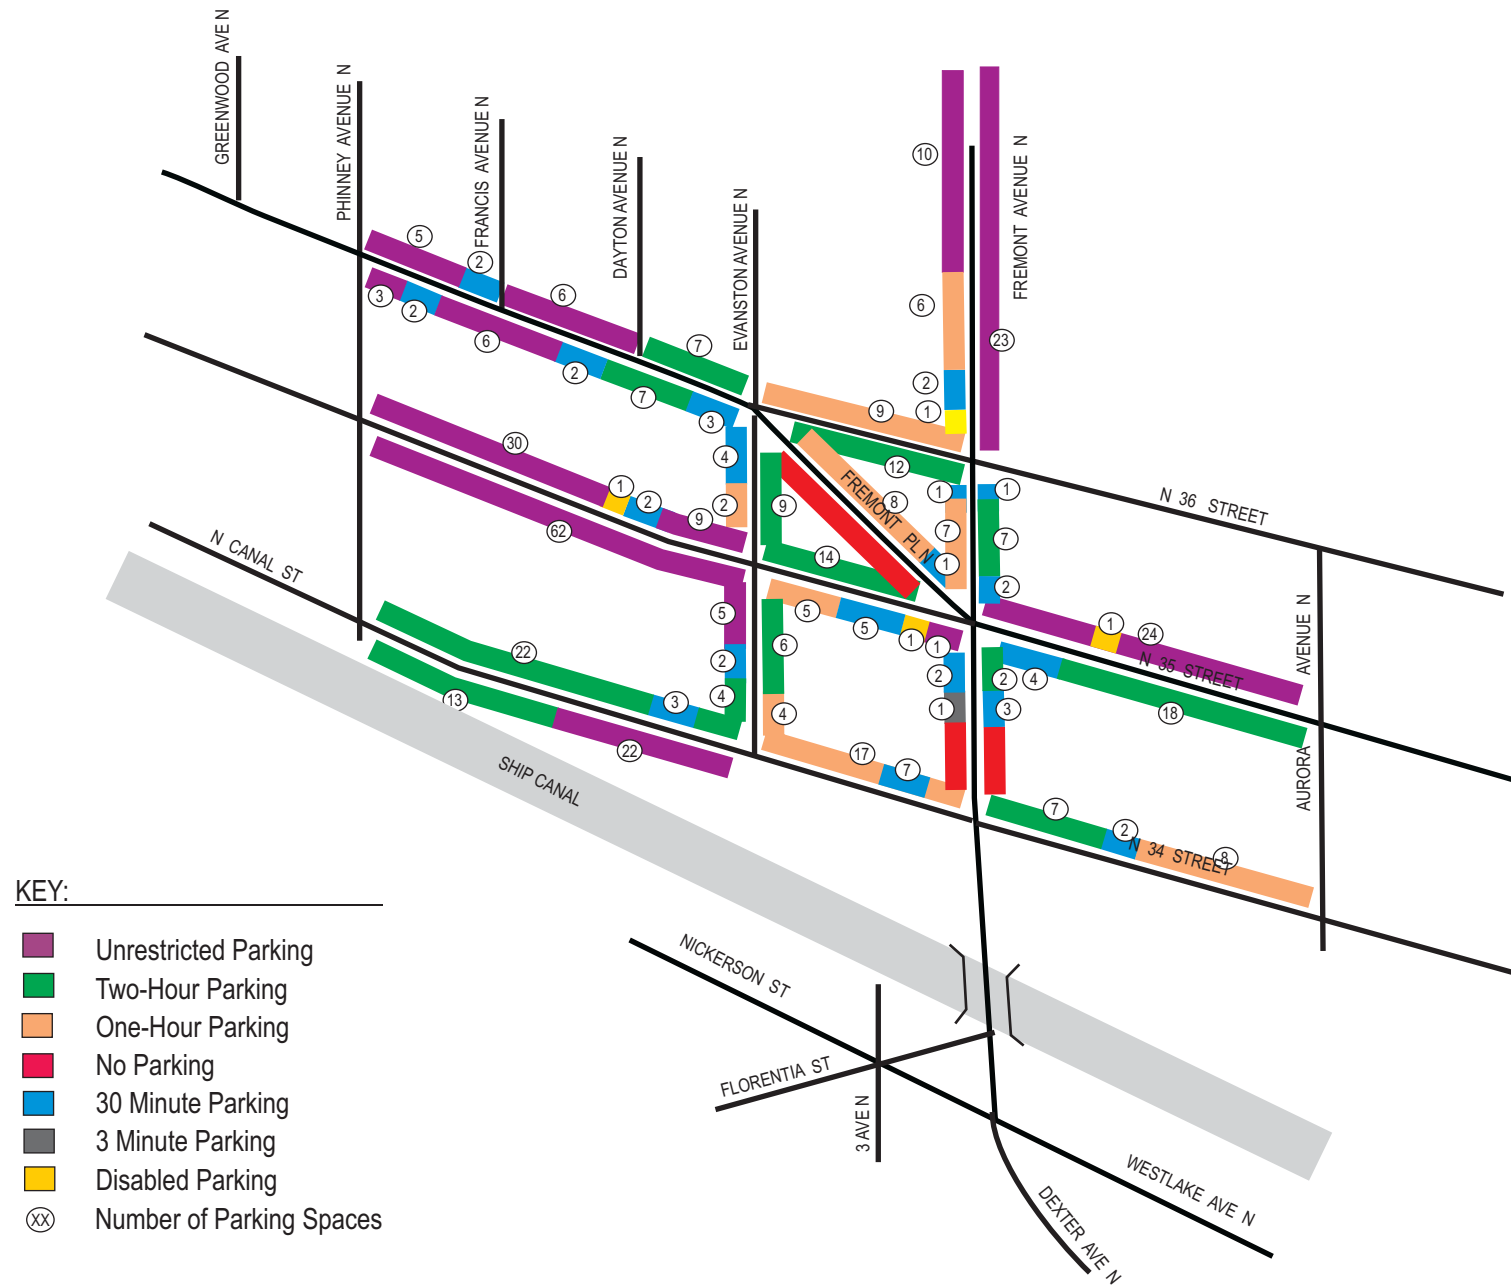 GREENWOOD AVE N
PHINNEY AVENUE N
FRANCIS AVENUE N
DAYTON AVENUE N
EVANSTON AVENUE N
FREMONT AVENUE N
10
5
2
6
7
3
2
6
2
7
3
6
23
2
1
9
12
30
1
2
9
62
4
2
9
FREMONT PL N
8
1
7
1
14
1
7
2
N 36 STREET
N CANAL ST
5
2
4
22
3
13
22
6
4
5
5
1
1
2
1
17
7
1
24
N 35 STREET
2
4
3
18
AVENUE N
AURORA
7
2
N 34 STREET
8
SHIP CANAL
NICKERSON ST
FLORENTIA ST
3 AVE N
WESTLAKE AVE N
DEXTER AVE N
KEY:
Unrestricted Parking
Two-Hour Parking
One-Hour Parking
No Parking
30 Minute Parking
3 Minute Parking
Disabled Parking
XX Number of Parking Spaces